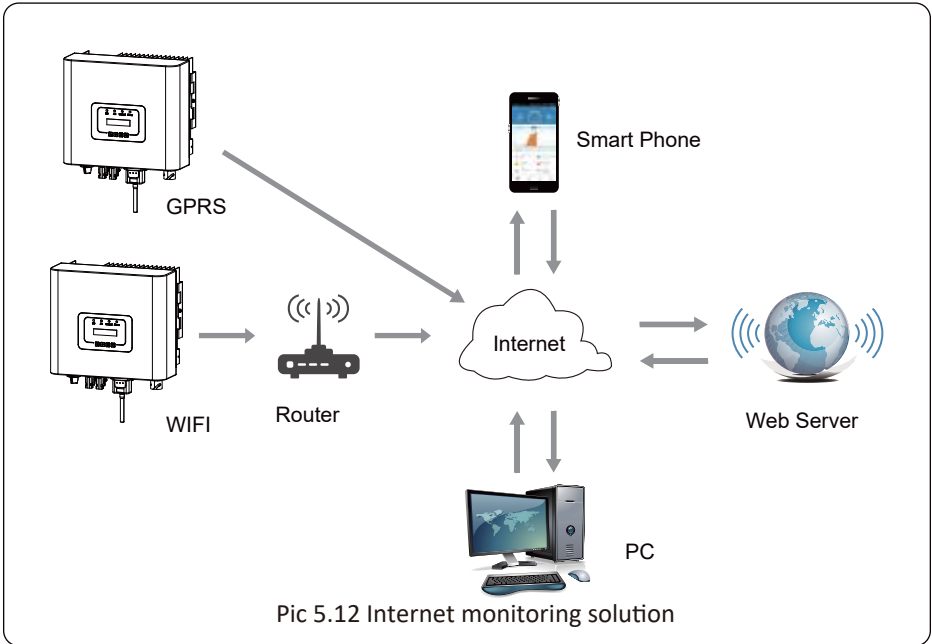 Smart Phone
GPRS
Internet
WIFI
Router
Web Server
PC
Pic 5.12 Internet monitoring solution